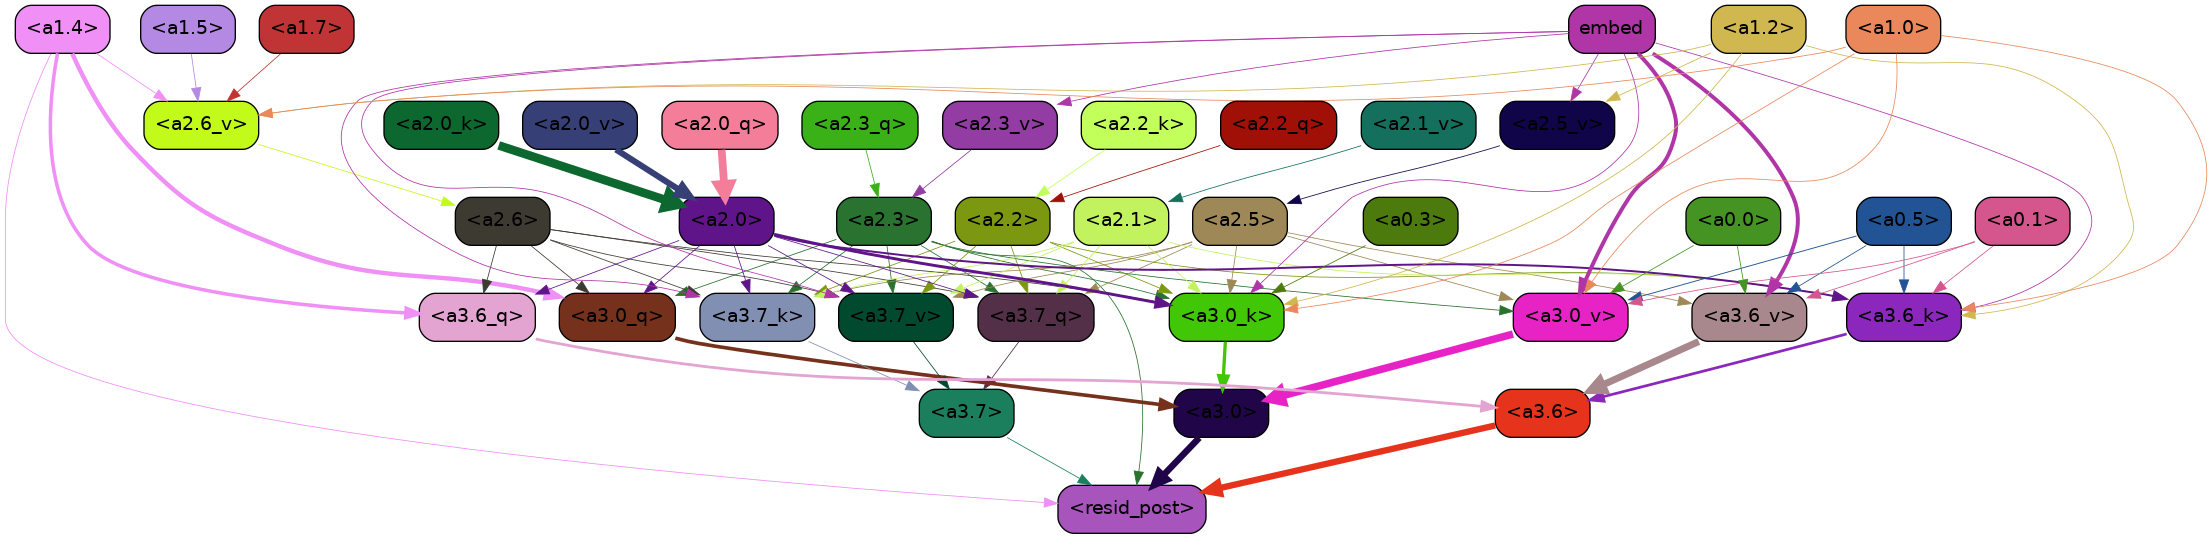 <a1.4> <a1.5> <a1.7> embed <a1.2> <a1.0>
<a2.6_v> <a2.0_k> <a2.0_v> <a2.0_q> <a2.3_q> <a2.3_v> <a2.2_k> <a2.2_q> <a2.1_v> <a2.5_v>
<a2.6> <a2.0> <a2.3> <a2.2> <a2.1> <a2.5> <a0.3> <a0.0> <a0.5> <a0.1>
<a3.6_q> <a3.0_q> <a3.7_k> <a3.7_v> <a3.7_q> <a3.0_k> <a3.0_v> <a3.6_v> <a3.6_k>
<a3.7> <a3.0> <a3.6>
<resid_post>